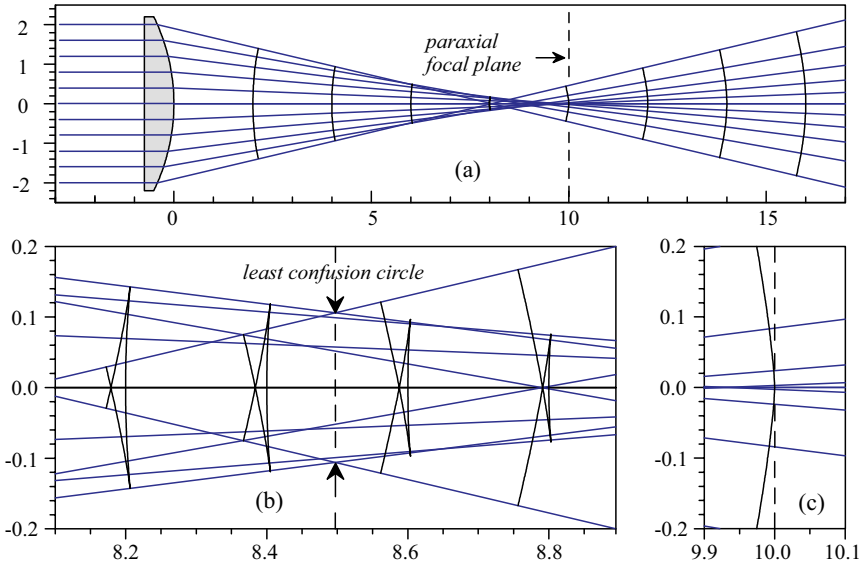 2
1
0
-1
-2
paraxial
focal plane
(a)
0 5 10 15
0.2
0.1
0.0
-0.1
-0.2
least confusion circle
(b)
8.2 8.4 8.6 8.8
0.2
0.1
0.0
-0.1
-0.2
(c)
9.9 10.0 10.1